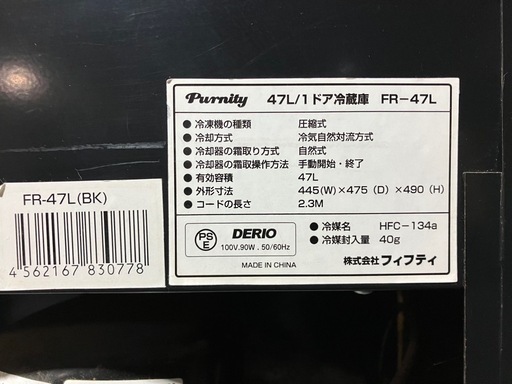 Purnity 47L/1ドア冷蔵庫 FR-47L
● 冷凍機の種類 圧縮式
● 冷却方式 冷気自然対流方式
● 冷却器の霜取り方式 自然式
● 冷却器の霜取操作方法 手動開始・終了
● 有効容積 47L
● 外形寸法 445(W)×475 (D)×490 (H)
● コードの長さ 2.3M
PS
E
DERIO
100V.90W . 50/60Hz
MADE IN CHINA
● 冷媒名 HFC-134a
● 冷媒封入量 40g
株式会社フィフティ
FR-47L(BK)
4 562167 830778